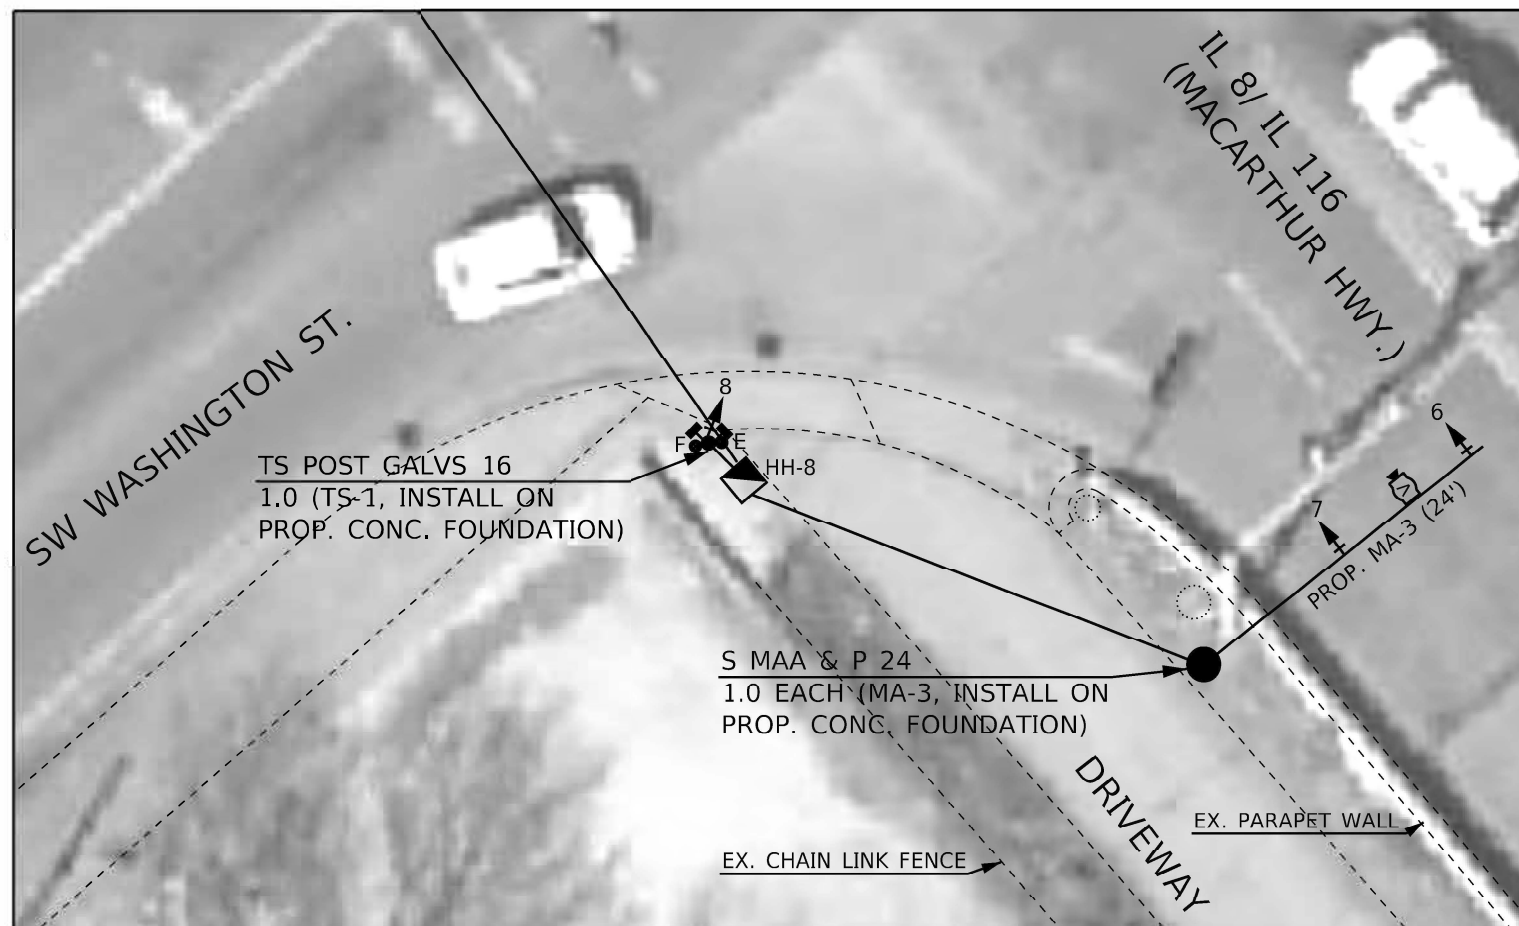 IL 8/ IL 116
(MACARTHUR HWY.)
SW WASHINGTON ST.
8
F
E
HH-8
TS POST GALVS 16
1.0 (TS-1, INSTALL ON
PROP. CONC. FOUNDATION)
6
7
PROP. MA-3 (24')
S MAA & P 24
1.0 EACH (MA-3, INSTALL ON
PROP. CONC. FOUNDATION)
DRIVEWAY
EX. PARAPET WALL
EX. CHAIN LINK FENCE